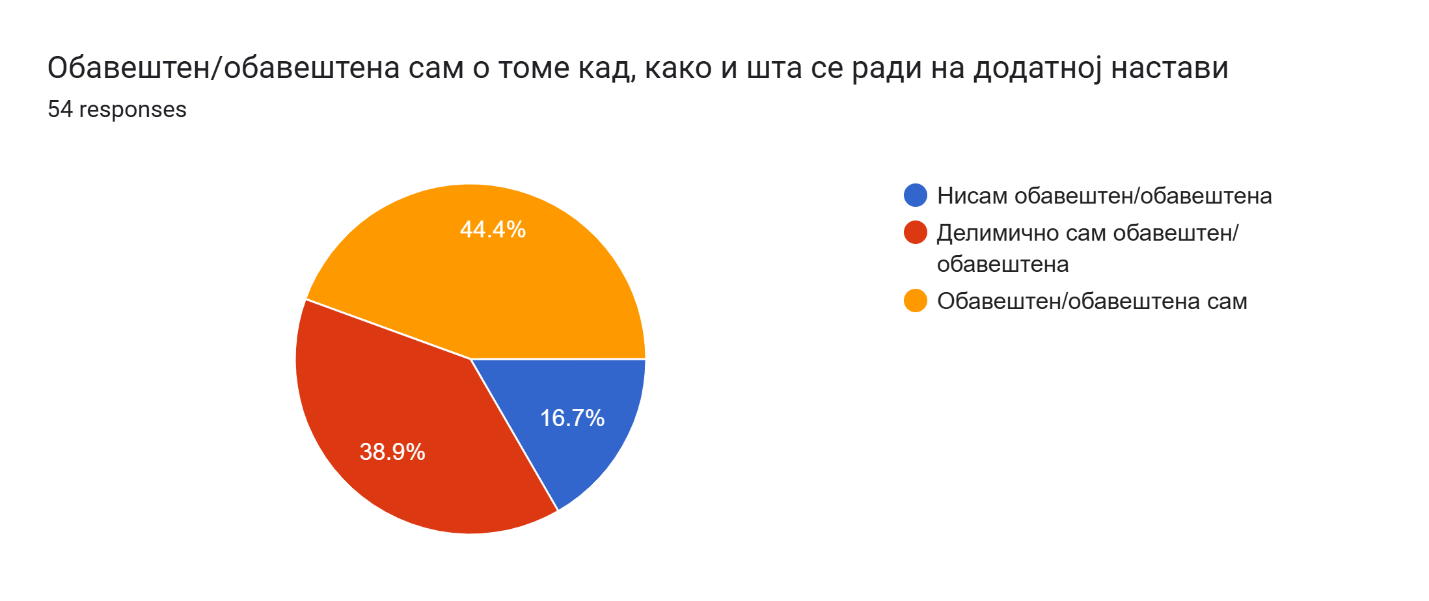 Обавештен/обавештена сам о томе кад, како и шта се ради на додатној настави
54 responses
44.4%
38.9%
16.7%
Нисам обавештен/обавештена
Делимично сам обавештен/
обавештена
Обавештен/обавештена сам